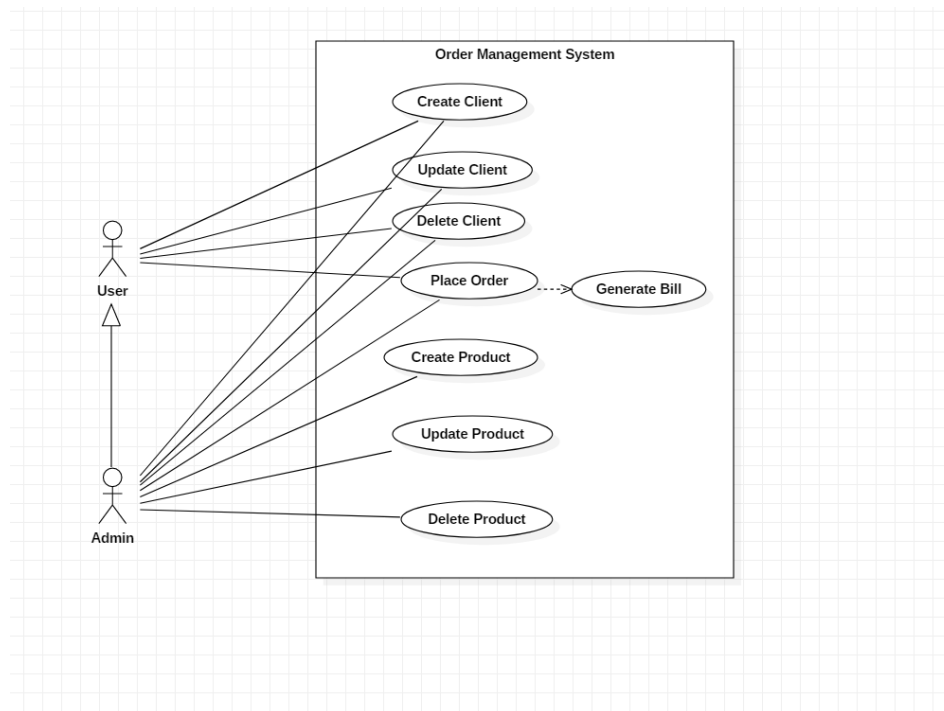 Order Management System
Create Client
Update Client
Delete Client
User
Place Order
Generate Bill
Create Product
Update Product
Delete Product
Admin